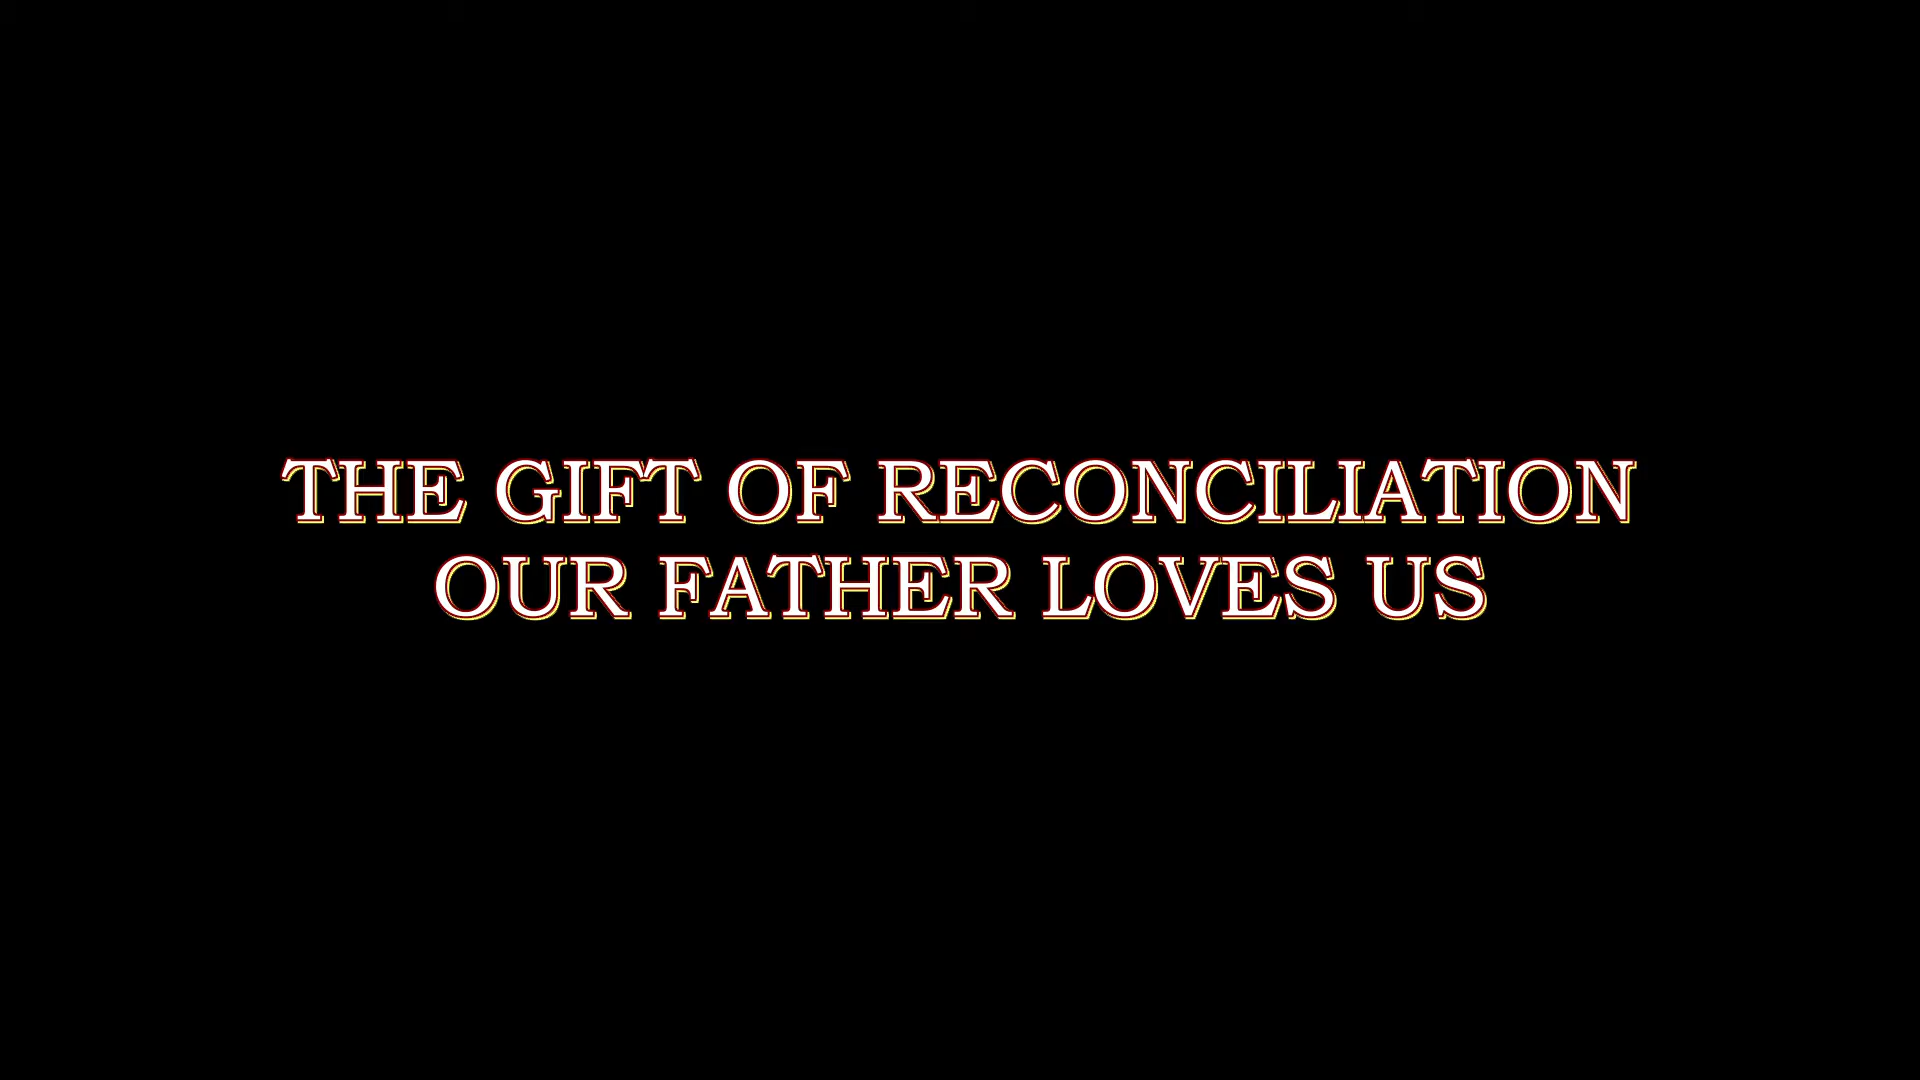 THE GIFT OF RECONCILIATION
OUR FATHER LOVES US